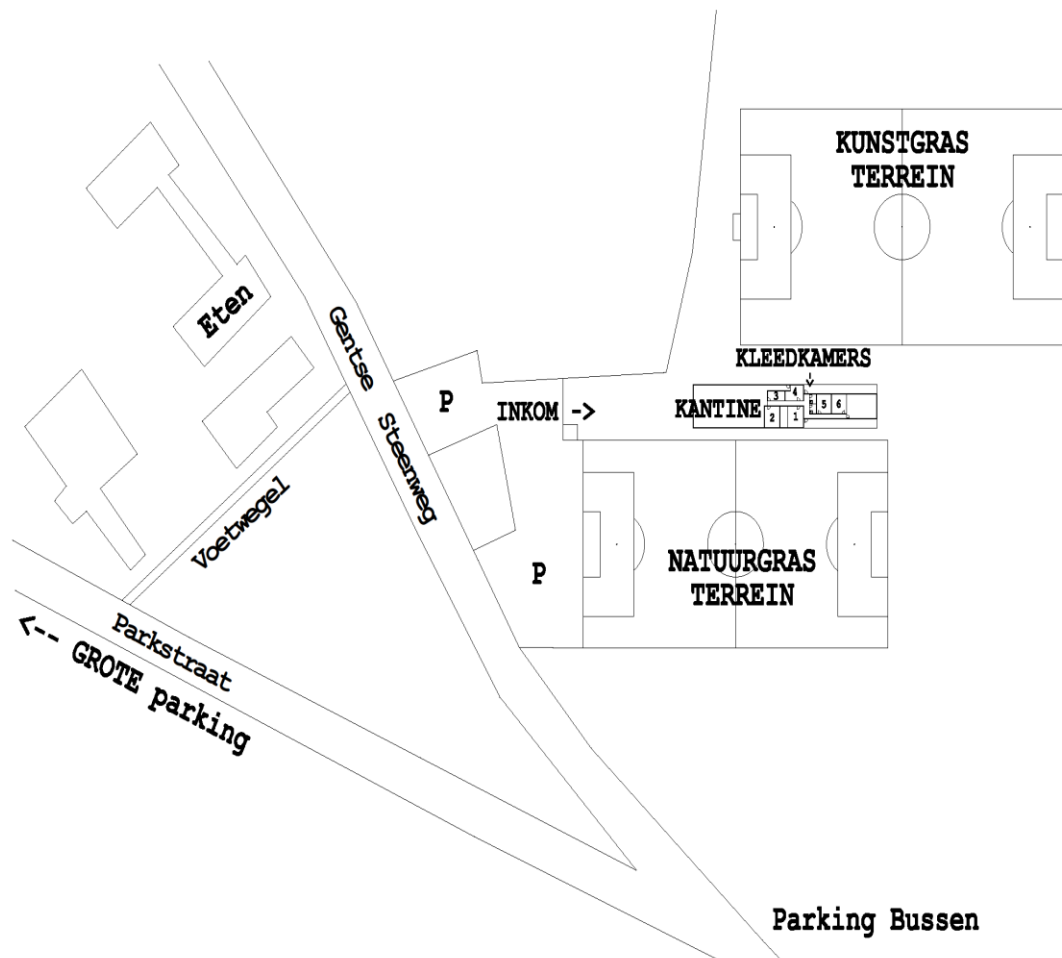 KUNSTGRAS
TERREIN
Eten
Gentse Steenweg
KLEEDKAMERS
P
INKOM ->
KANTINE
3
4
2
1
5
6
Voetwegel
P
NATUURGRAS
TERREIN
Parkstraat
<-- GROTE parking
Parking Bussen